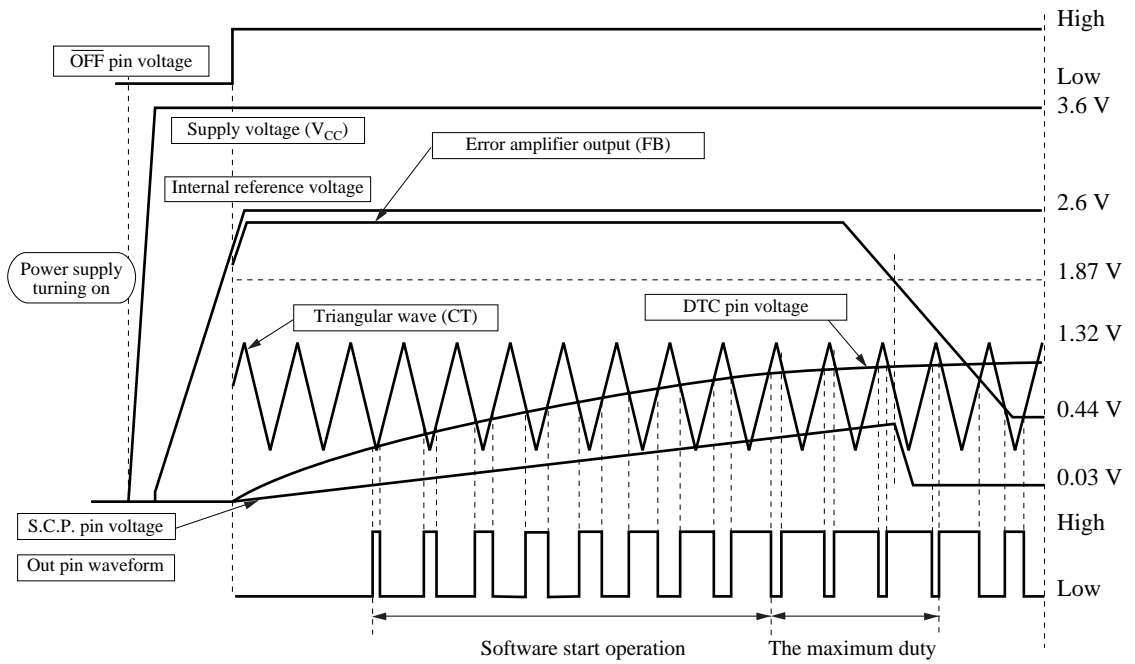 High
O̅F̅F̅ pin voltage
Low
3.6 V
Supply voltage (VCC)
Error amplifier output (FB)
Internal reference voltage
2.6 V
Power supply
turning on
1.87 V
DTC pin voltage
Triangular wave (CT)
1.32 V
0.44 V
0.03 V
S.C.P. pin voltage
High
Out pin waveform
Low
Software start operation
The maximum duty